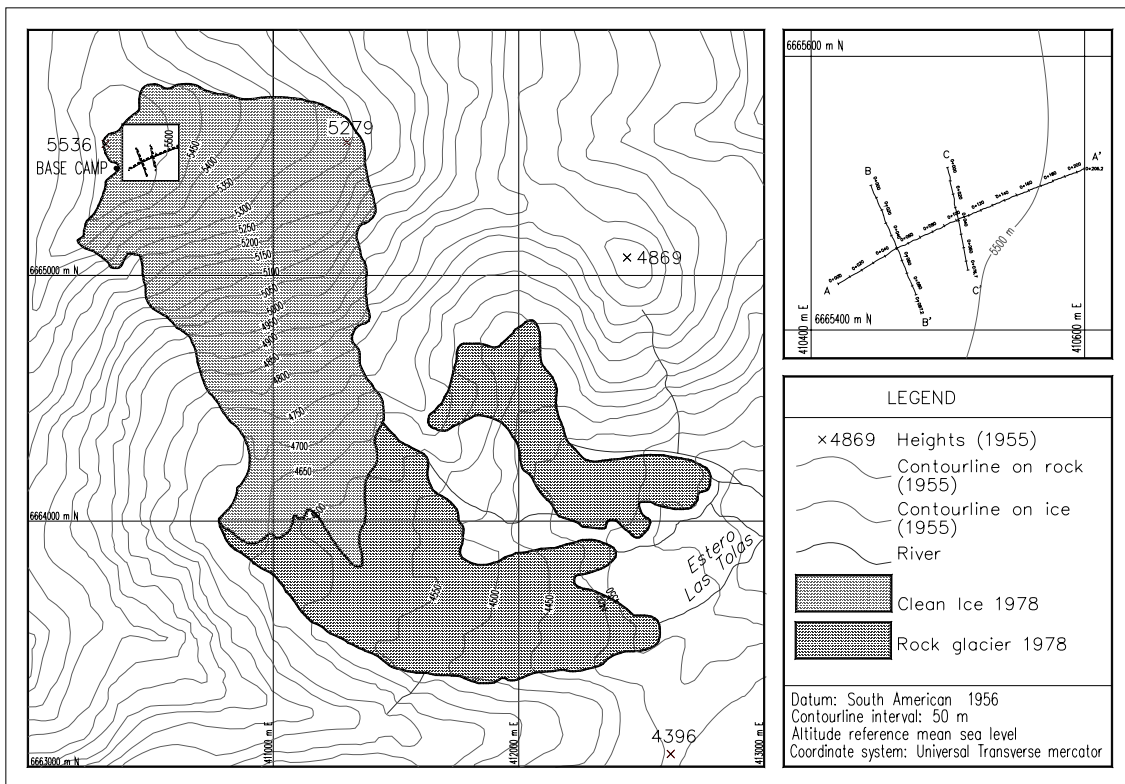 5536
5279
BASE CAMP
5500
5450
5400
5350
5300
5250
5200
5150
5100
5050
5000
4950
4900
4850
4800
4750
4700
4650
×4869
6665000 m N
6664000 m N
6663000 m N
Estero
Las Tolas
4396
411000 m E
412000 m E
413000 m E
6665600 m N
6665400 m N
410400 m E
410600 m E
A
A'
B
B'
C
C'
5500 m
LEGEND
×4869 Heights (1955)
Contourline on rock
(1955)
Contourline on ice
(1955)
River
Clean Ice 1978
Rock glacier 1978
Datum: South American 1956
Contourline interval: 50 m
Altitude reference mean sea level
Coordinate system: Universal Transverse mercator